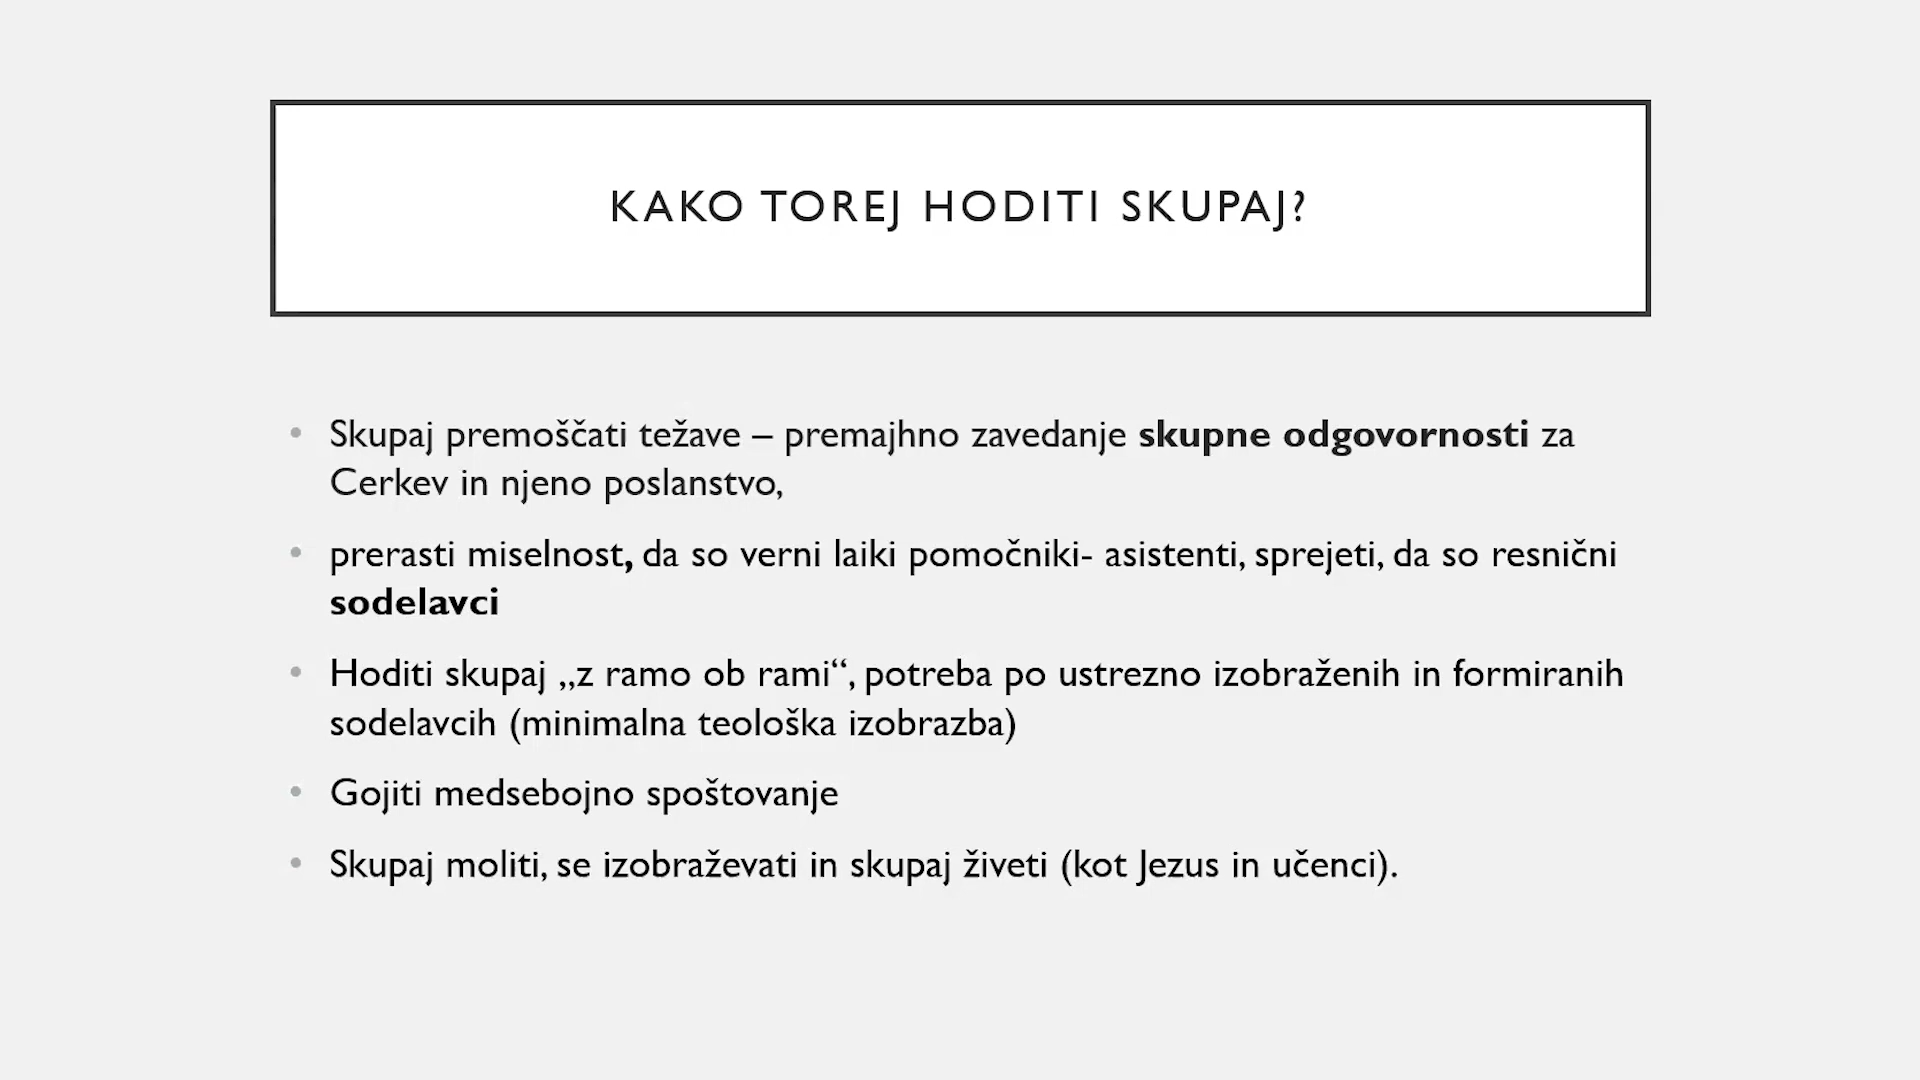 KAKO TOREJ HODITI SKUPAJ?
• Skupaj premoščati težave – premajhno zavedanje skupne odgovornosti za
Cerkev in njeno poslanstvo,
• prerasti miselnost, da so verni laiki pomočniki- asistenti, sprejeti, da so resnični
sodelavci
• Hoditi skupaj „z ramo ob rami“, potreba po ustrezno izobraženih in formiranih
sodelavcih (minimalna teološka izobrazba)
• Gojiti medsebojno spoštovanje
• Skupaj moliti, se izobraževati in skupaj živeti (kot Jezus in učenci).